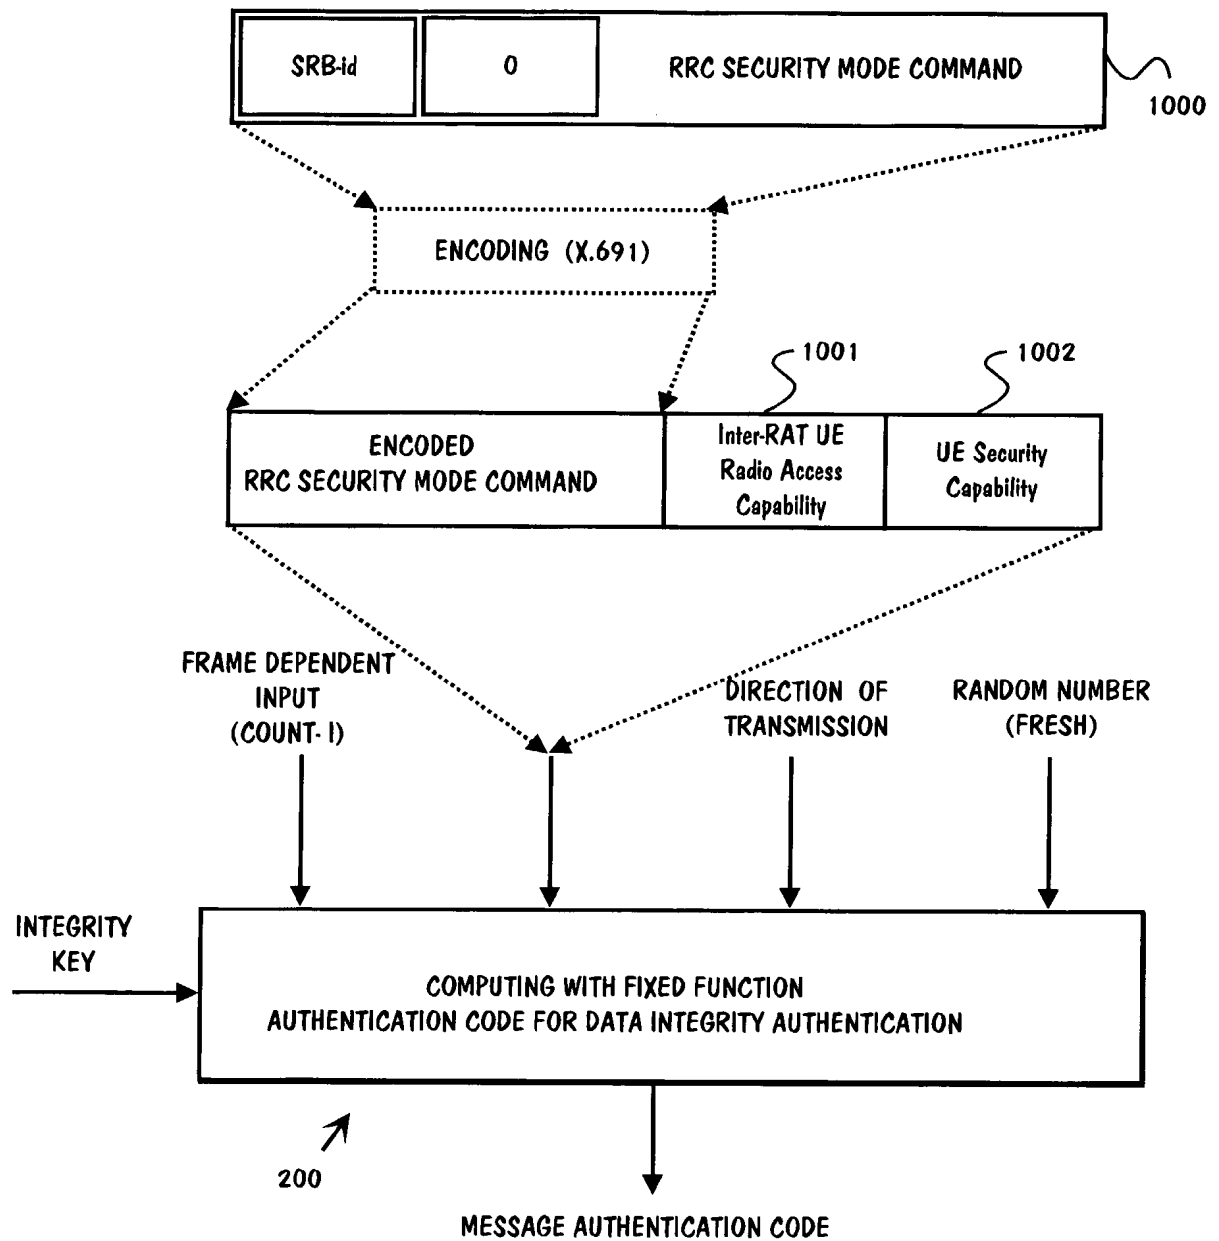 SRB-id
0
RRC SECURITY MODE COMMAND
1000
ENCODING (X.691)
1001
1002
ENCODED
RRC SECURITY MODE COMMAND
Inter-RAT UE
Radio Access
Capability
UE Security
Capability
FRAME DEPENDENT
INPUT
(COUNT- I)
DIRECTION OF
TRANSMISSION
RANDOM NUMBER
(FRESH)
INTEGRITY
KEY
COMPUTING WITH FIXED FUNCTION
AUTHENTICATION CODE FOR DATA INTEGRITY AUTHENTICATION
200
MESSAGE AUTHENTICATION CODE